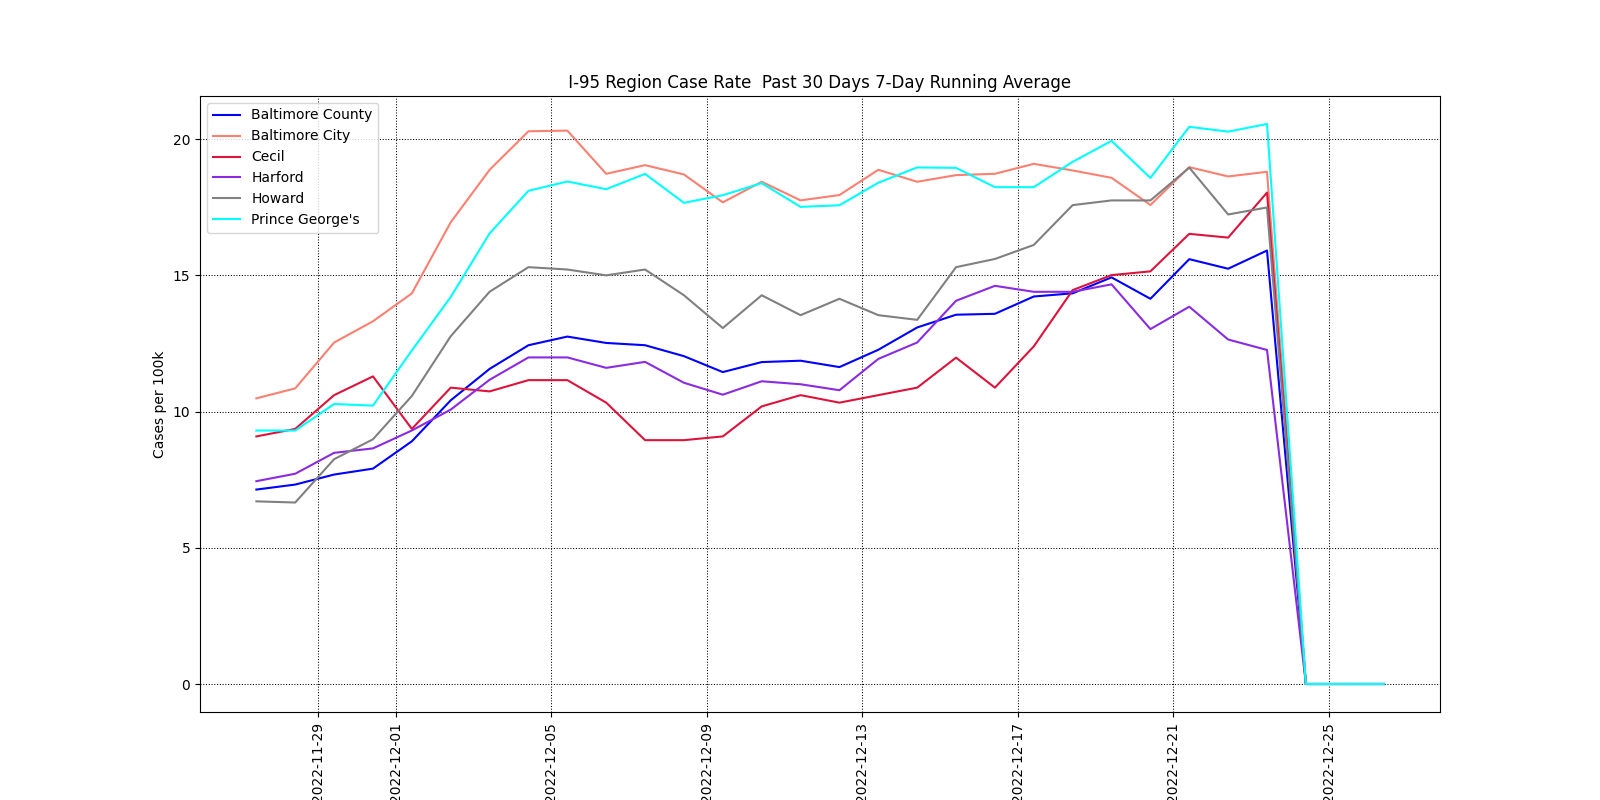 I-95 Region Case Rate  Past 30 Days 7-Day Running Average
Baltimore County
Baltimore City
Cecil
Harford
Howard
Prince George's
Cases per 100k
20
15
10
5
0
2022-11-29
2022-12-01
2022-12-05
2022-12-09
2022-12-13
2022-12-17
2022-12-21
2022-12-25